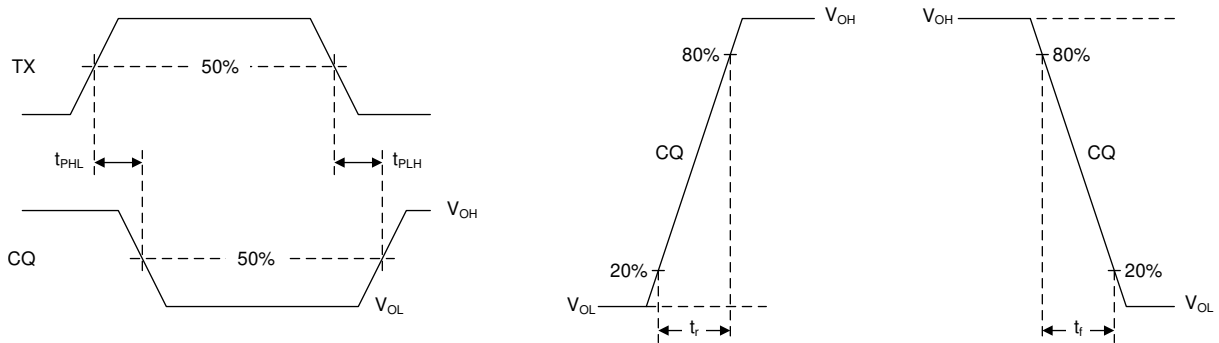 TX
50%
tPHL
tPLH
CQ
50%
VOH
VOL
VOH
80%
CQ
20%
VOL
tr
VOH
80%
CQ
20%
VOL
tf